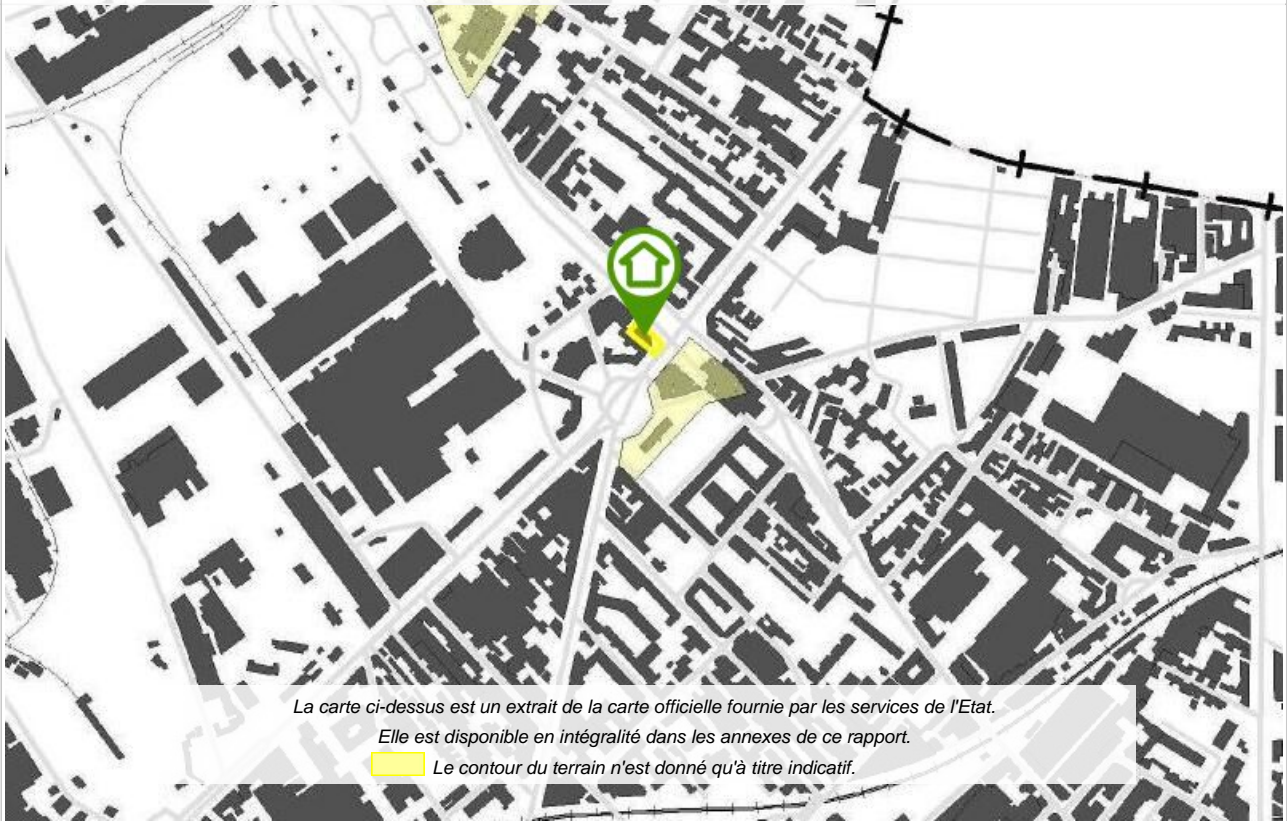 La carte ci-dessus est un extrait de la carte officielle fournie par les services de l'Etat.
Elle est disponible en intégralité dans les annexes de ce rapport.
Le contour du terrain n'est donné qu'à titre indicatif.